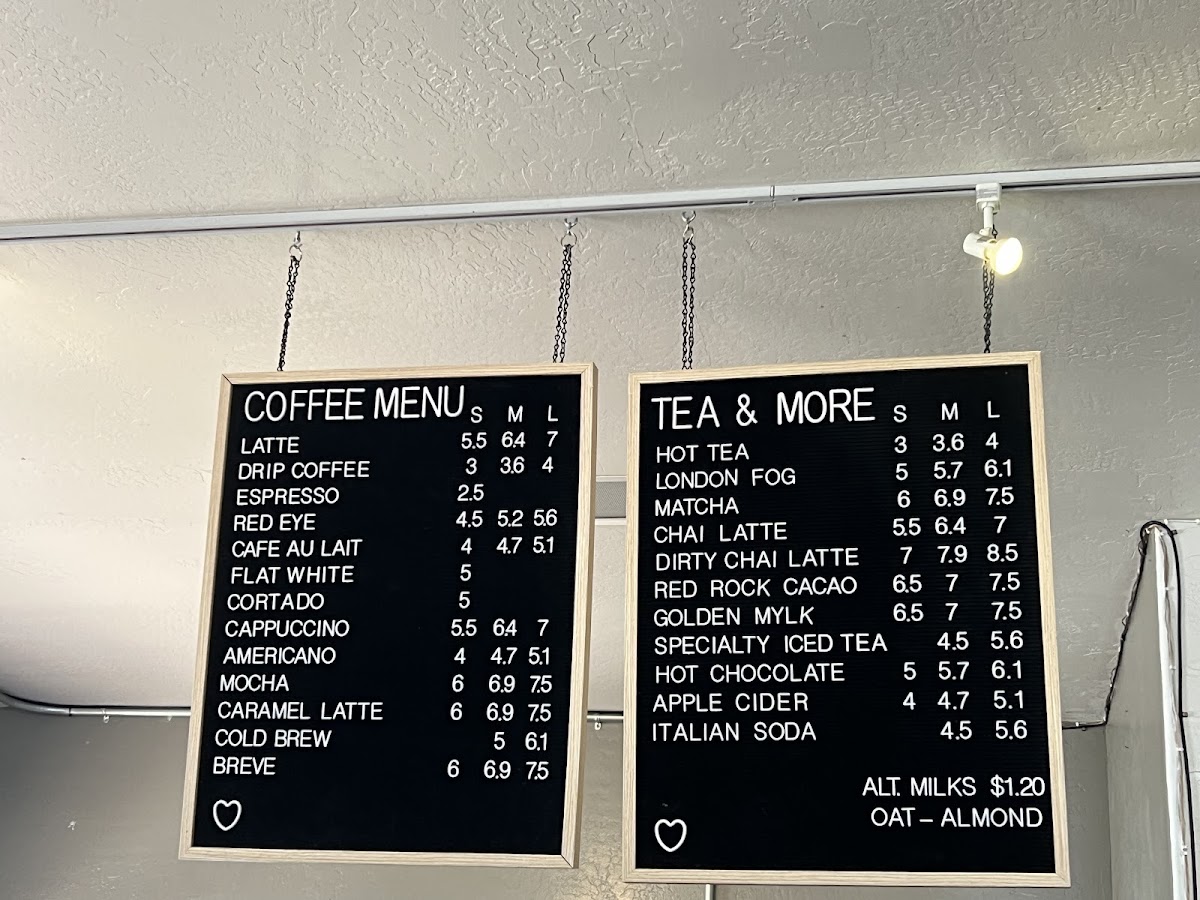 COFFEE MENU S M L
LATTE 5.5 6.4 7
DRIP COFFEE 3 3.6 4
ESPRESSO 2.5
RED EYE 4.5 5.2 5.6
CAFE AU LAIT 4 4.7 5.1
FLAT WHITE 5
CORTADO 5
CAPPUCCINO 5.5 6.4 7
AMERICANO 4 4.7 5.1
MOCHA 6 6.9 7.5
CARAMEL LATTE 6 6.9 7.5
COLD BREW 5 6.1
BREVE 6 6.9 7.5
TEA & MORE S M L
HOT TEA 3 3.6 4
LONDON FOG 5 5.7 6.1
MATCHA 6 6.9 7.5
CHAI LATTE 5.5 6.4 7
DIRTY CHAI LATTE 7 7.9 8.5
RED ROCK CACAO 6.5 7 7.5
GOLDEN MYLK 6.5 7 7.5
SPECIALTY ICED TEA 4.5 5.6
HOT CHOCOLATE 5 5.7 6.1
APPLE CIDER 4 4.7 5.1
ITALIAN SODA 4.5 5.6
ALT. MILKS $1.20
OAT – ALMOND